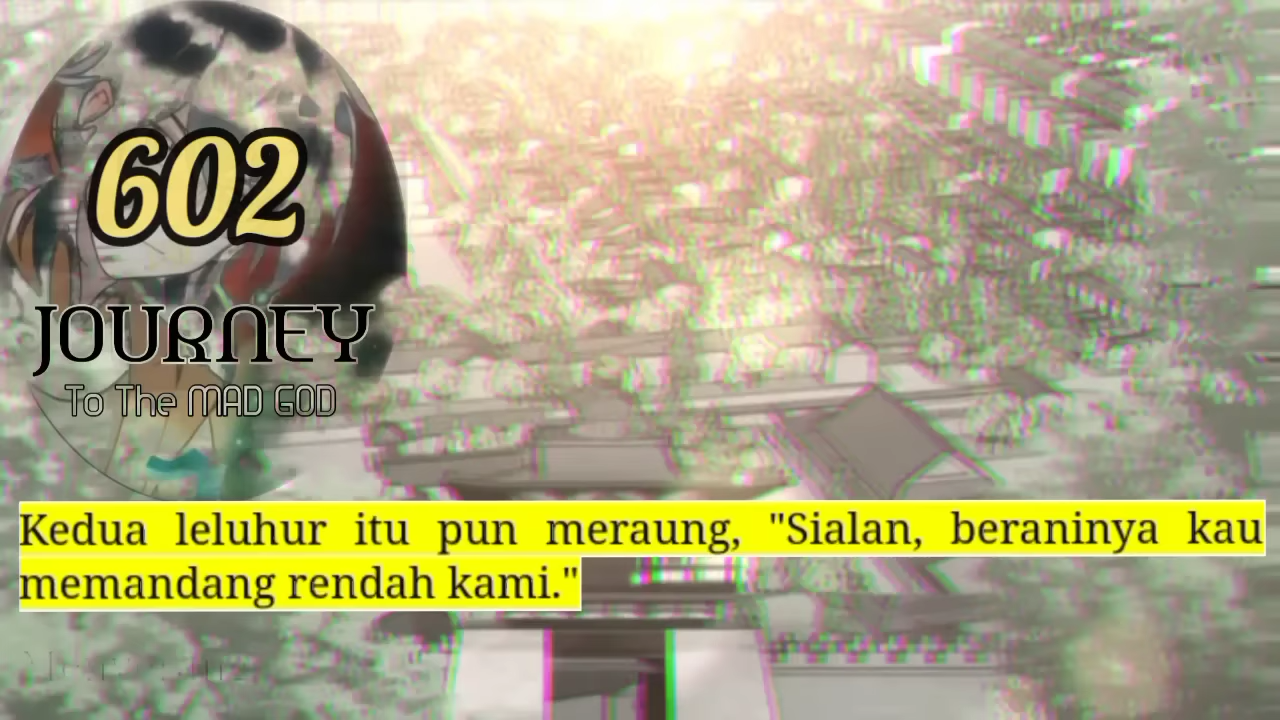 602
JOURNEY
To The MAD GOD
Kedua leluhur itu pun meraung, "Sialan, beraninya kau
memandang rendah kami."